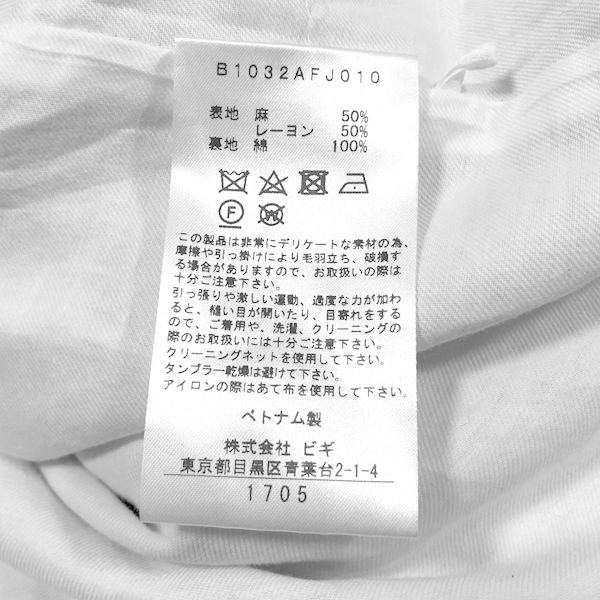 B1032AFJ010
表地 麻 50%
レーヨン 50%
裏地 綿 100%
F W
この製品は非常にデリケートな素材の為、
摩擦や引っ掛けにより毛羽立ち、破損す
る場合がありますので、お取扱いの際は
十分ご注意下さい。
引っ張りや激しい運動、過度な力が加わ
ると、縫い目が開いたり、目寄れをする
ので、ご着用や、洗濯、クリーニングの
際のお取扱いには十分ご注意下さい。
クリーニングネットを使用して下さい。
タンブラー乾燥は避けて下さい。
アイロンの際はあて布を使用して下さい。
ベトナム製
株式会社 ビギ
東京都目黒区青葉台2-1-4
1705